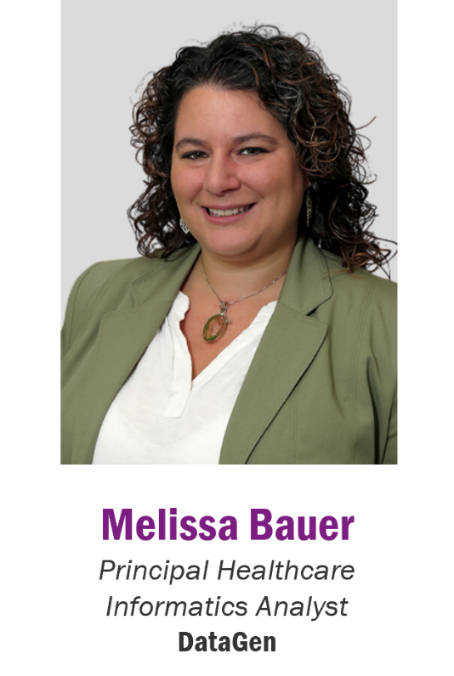 Melissa Bauer
Principal Healthcare
Informatics Analyst
DataGen